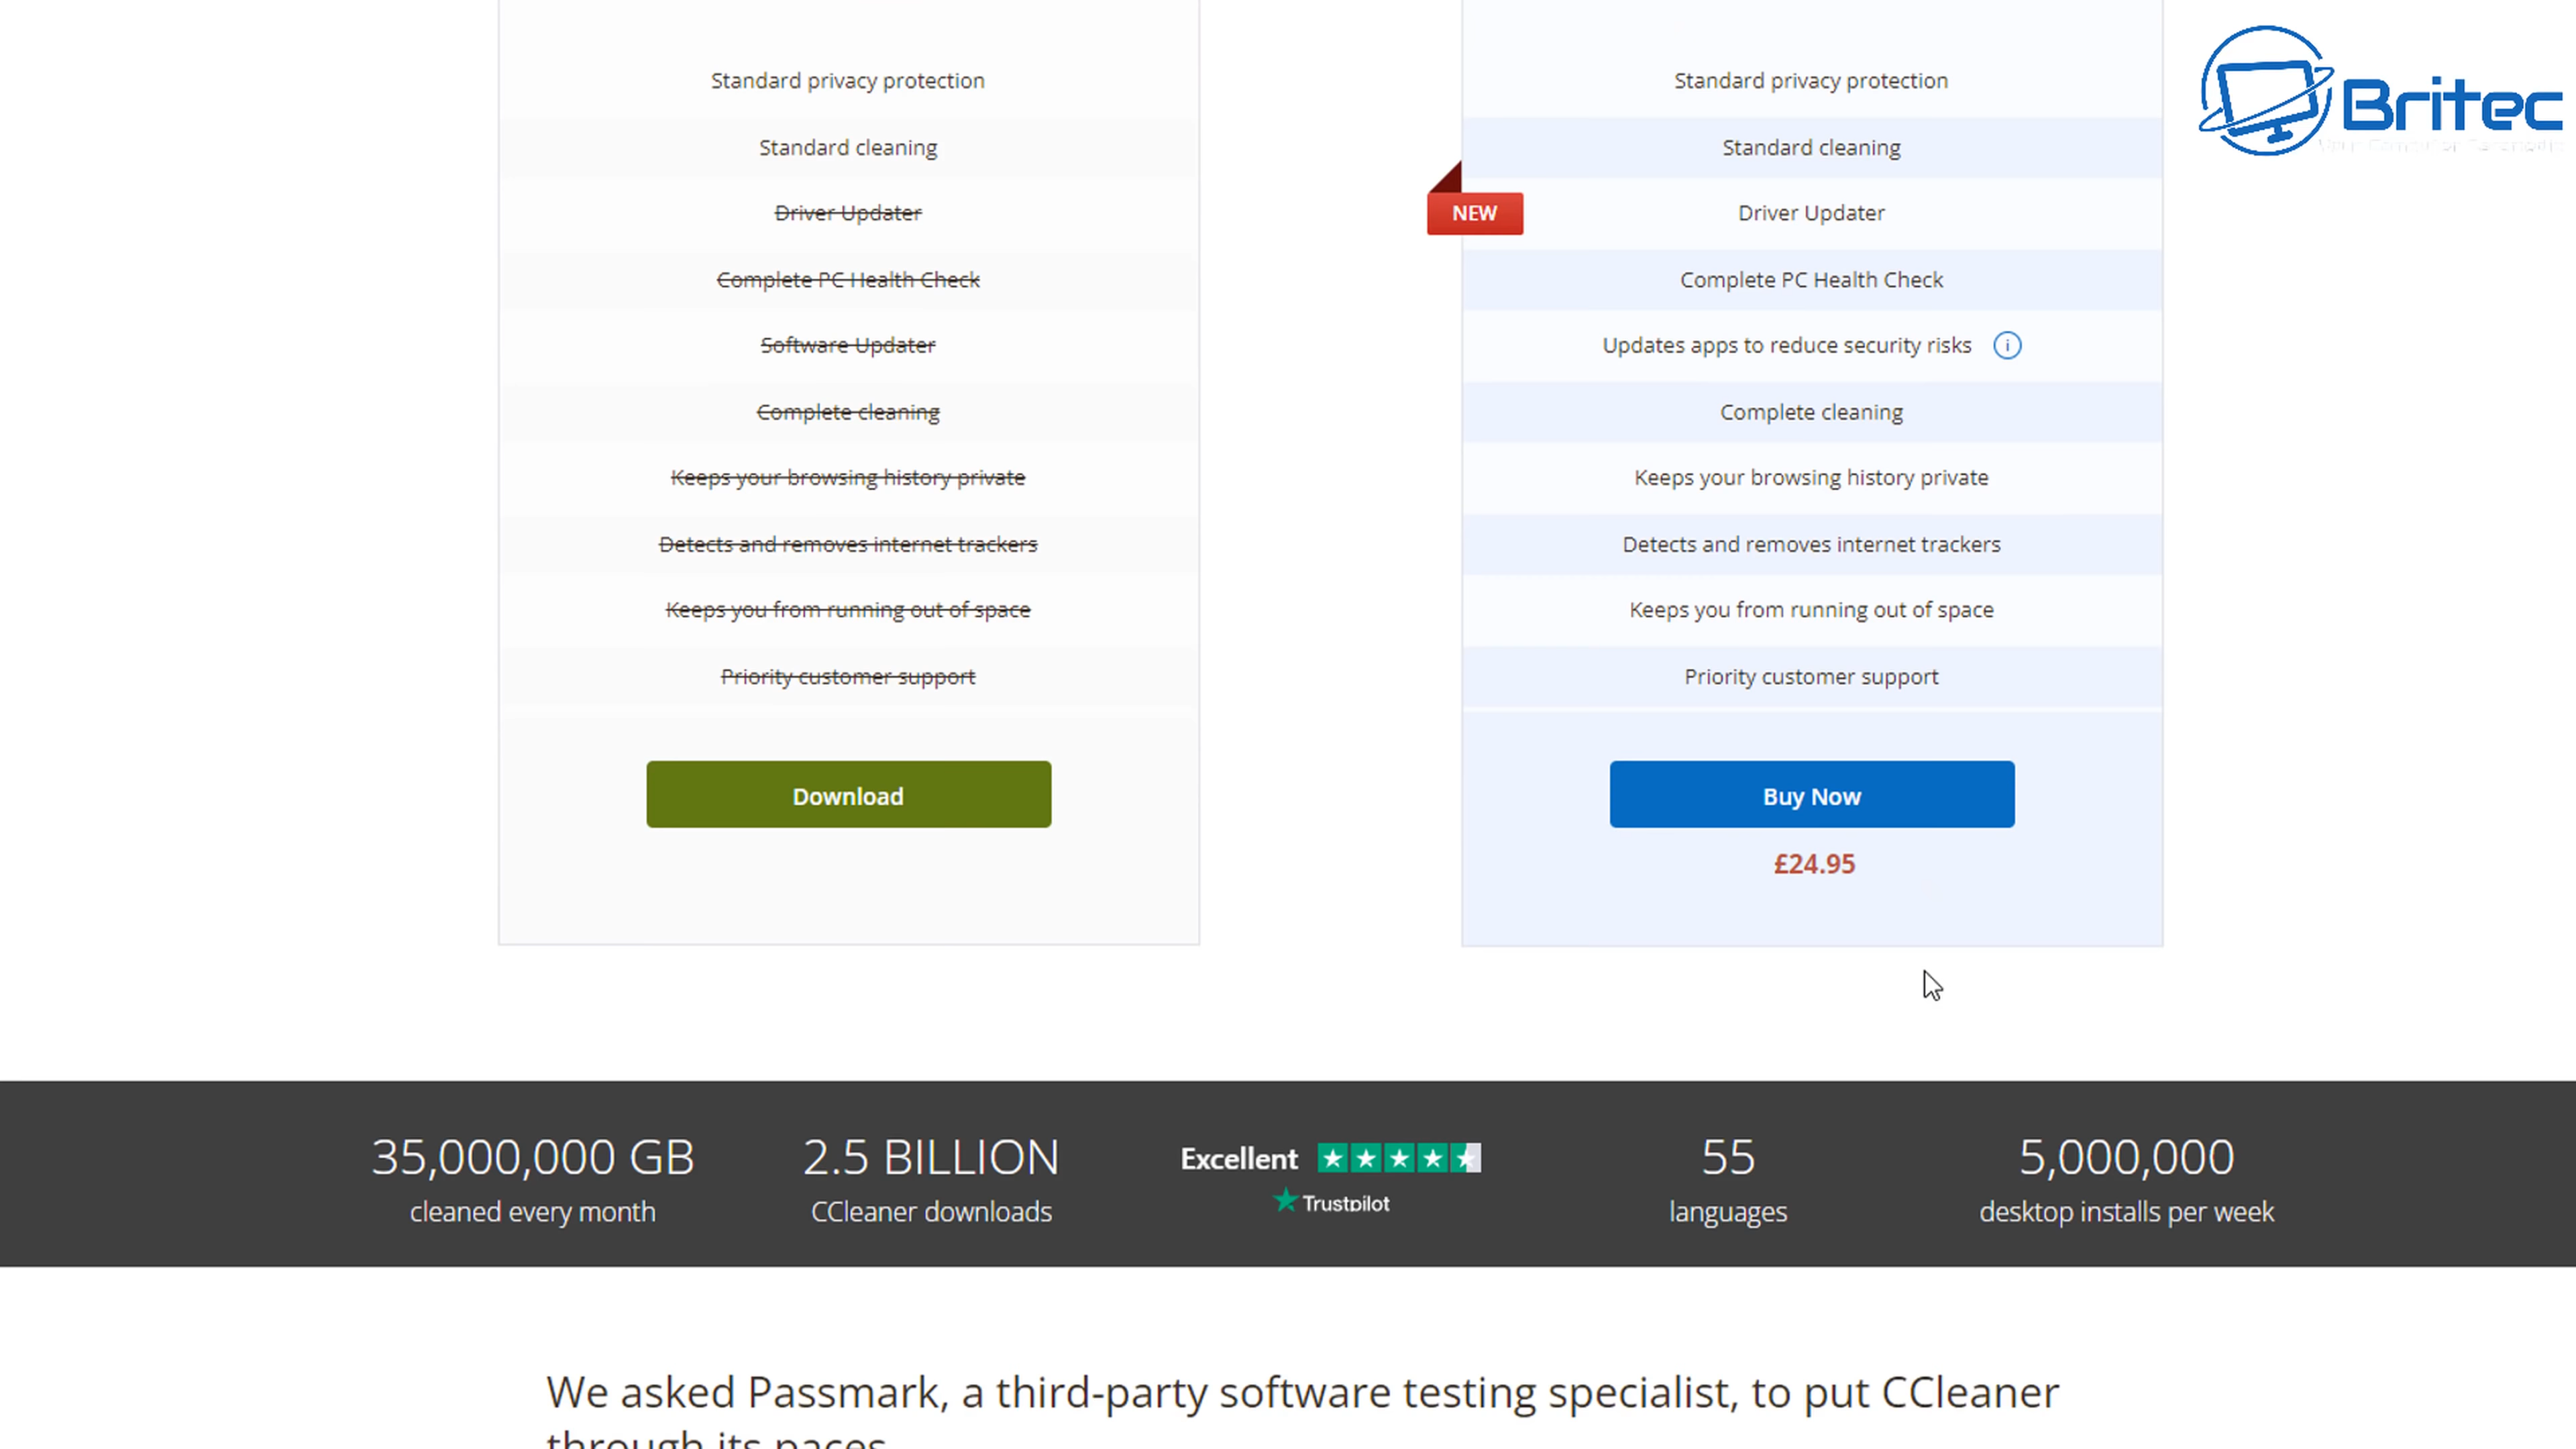 Britec
Standard privacy protection
Standard cleaning
Driver Updater
Complete PC Health Check
Software Updater
Complete cleaning
Keeps your browsing history private
Detects and removes internet trackers
Keeps you from running out of space
Priority customer support
Download
Standard privacy protection
Standard cleaning
NEW
Driver Updater
Complete PC Health Check
Updates apps to reduce security risks
Complete cleaning
Keeps your browsing history private
Detects and removes internet trackers
Keeps you from running out of space
Priority customer support
Buy Now
£24.95
35,000,000 GB
cleaned every month
2.5 BILLION
CCleaner downloads
Excellent
Trustpilot
55
languages
5,000,000
desktop installs per week
We asked Passmark, a third-party software testing specialist, to put CCleaner
through its paces